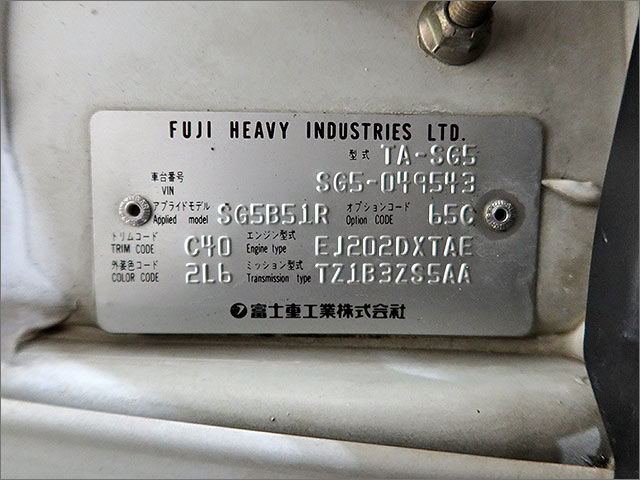 FUJI HEAVY INDUSTRIES LTD.
型式 TA-SG5
車台番号 VIN SG5-049543
アプライドモデル Applied model SG5B51R オプションコード Option CODE 65C
トリムコード TRIM CODE C40 エンジン型式 Engine type EJ202DXTAE
外装色コード COLOR CODE 2L6 ミッション型式 Transmission type TZ1B3ZS5AA
富士重工業株式会社